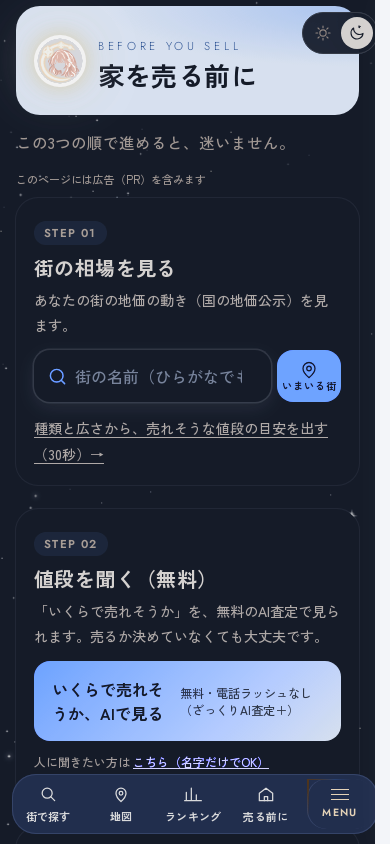 BEFORE YOU SELL
家を売る前に
この3つの順で進めると、迷いません。
このページには広告（PR）を含みます
STEP 01
街の相場を見る
あなたの街の地価の動き（国の地価公示）を見
ます。
街の名前（ひらがなで
いまいる街
種類と広さから、売れそうな値段の目安を出す
（30秒）→
STEP 02
値段を聞く（無料）
「いくらで売れそうか」を、無料のAI査定で見ら
れます。売るか決めていなくても大丈夫です。
いくらで売れそ
うか、AIで見る
無料・電話ラッシュなし
（ざっくりAI査定＋）
人に聞きたい方は こちら（名字だけでOK）
街で探す
地図
ランキング
売る前に
MENU